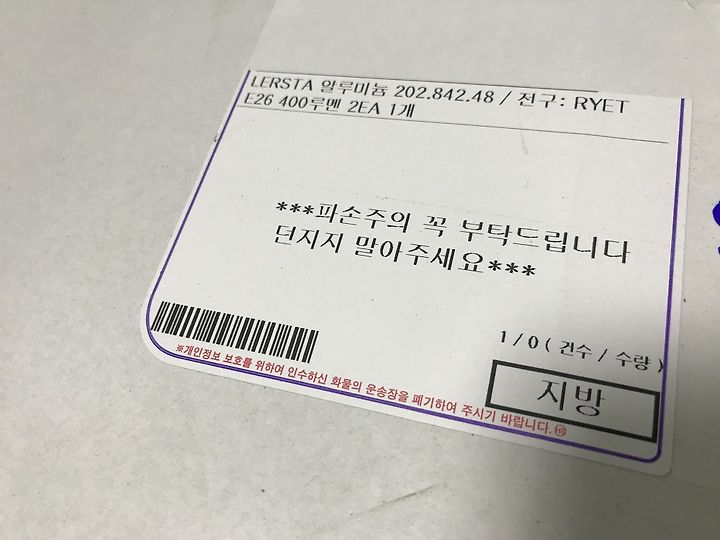 LERSTA 알루미늄 202.842.48 / 전구: RYET
E26 400루멘 2EA 1개
***파손주의 꼭 부탁드립니다
던지지 말아주세요***
1/0(건수/수량)
※개인정보 보호를 위하여 인수하신 화물의 운송장을 폐기하여 주시기 바랍니다.
지방